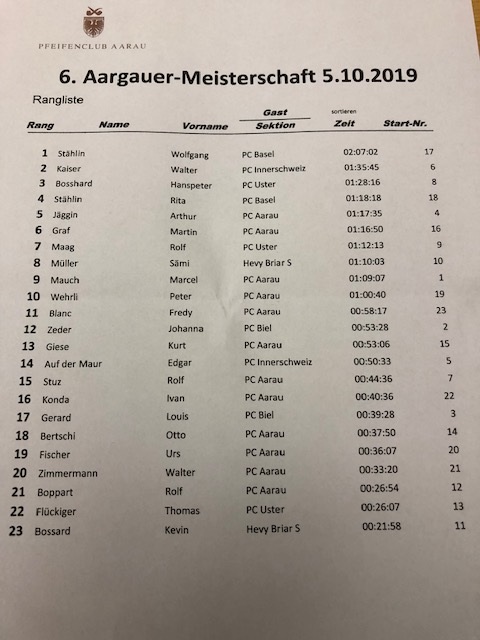 PFEIFENCLUB AARAU
6. Aargauer-Meisterschaft 5.10.2019
Rangliste
Gast sortieren
Rang Name Vorname Sektion Zeit Start-Nr.
1 Stählin Wolfgang PC Basel 02:07:02 17
2 Kaiser Walter PC Innerschweiz 01:35:45 6
3 Bosshard Hanspeter PC Uster 01:28:16 8
4 Stählin Rita PC Basel 01:18:18 18
5 Jäggin Arthur PC Aarau 01:17:35 4
6 Graf Martin PC Aarau 01:16:50 16
7 Maag Rolf PC Uster 01:12:13 9
8 Müller Sämi Hevy Briar S 01:10:03 10
9 Mauch Marcel PC Aarau 01:09:07 1
10 Wehrli Peter PC Aarau 01:00:40 19
11 Blanc Fredy PC Aarau 00:58:17 23
12 Zeder Johanna PC Biel 00:53:28 2
13 Giese Kurt PC Aarau 00:53:06 15
14 Auf der Maur Edgar PC Innerschweiz 00:50:33 5
15 Stuz Rolf PC Aarau 00:44:36 7
16 Konda Ivan PC Aarau 00:40:36 22
17 Gerard Louis PC Biel 00:39:28 3
18 Bertschi Otto PC Aarau 00:37:50 14
19 Fischer Urs PC Aarau 00:36:07 20
20 Zimmermann Walter PC Aarau 00:33:20 21
21 Boppart Rolf PC Aarau 00:26:54 12
22 Flückiger Thomas PC Uster 00:26:07 13
23 Bossard Kevin Hevy Briar S 00:21:58 11